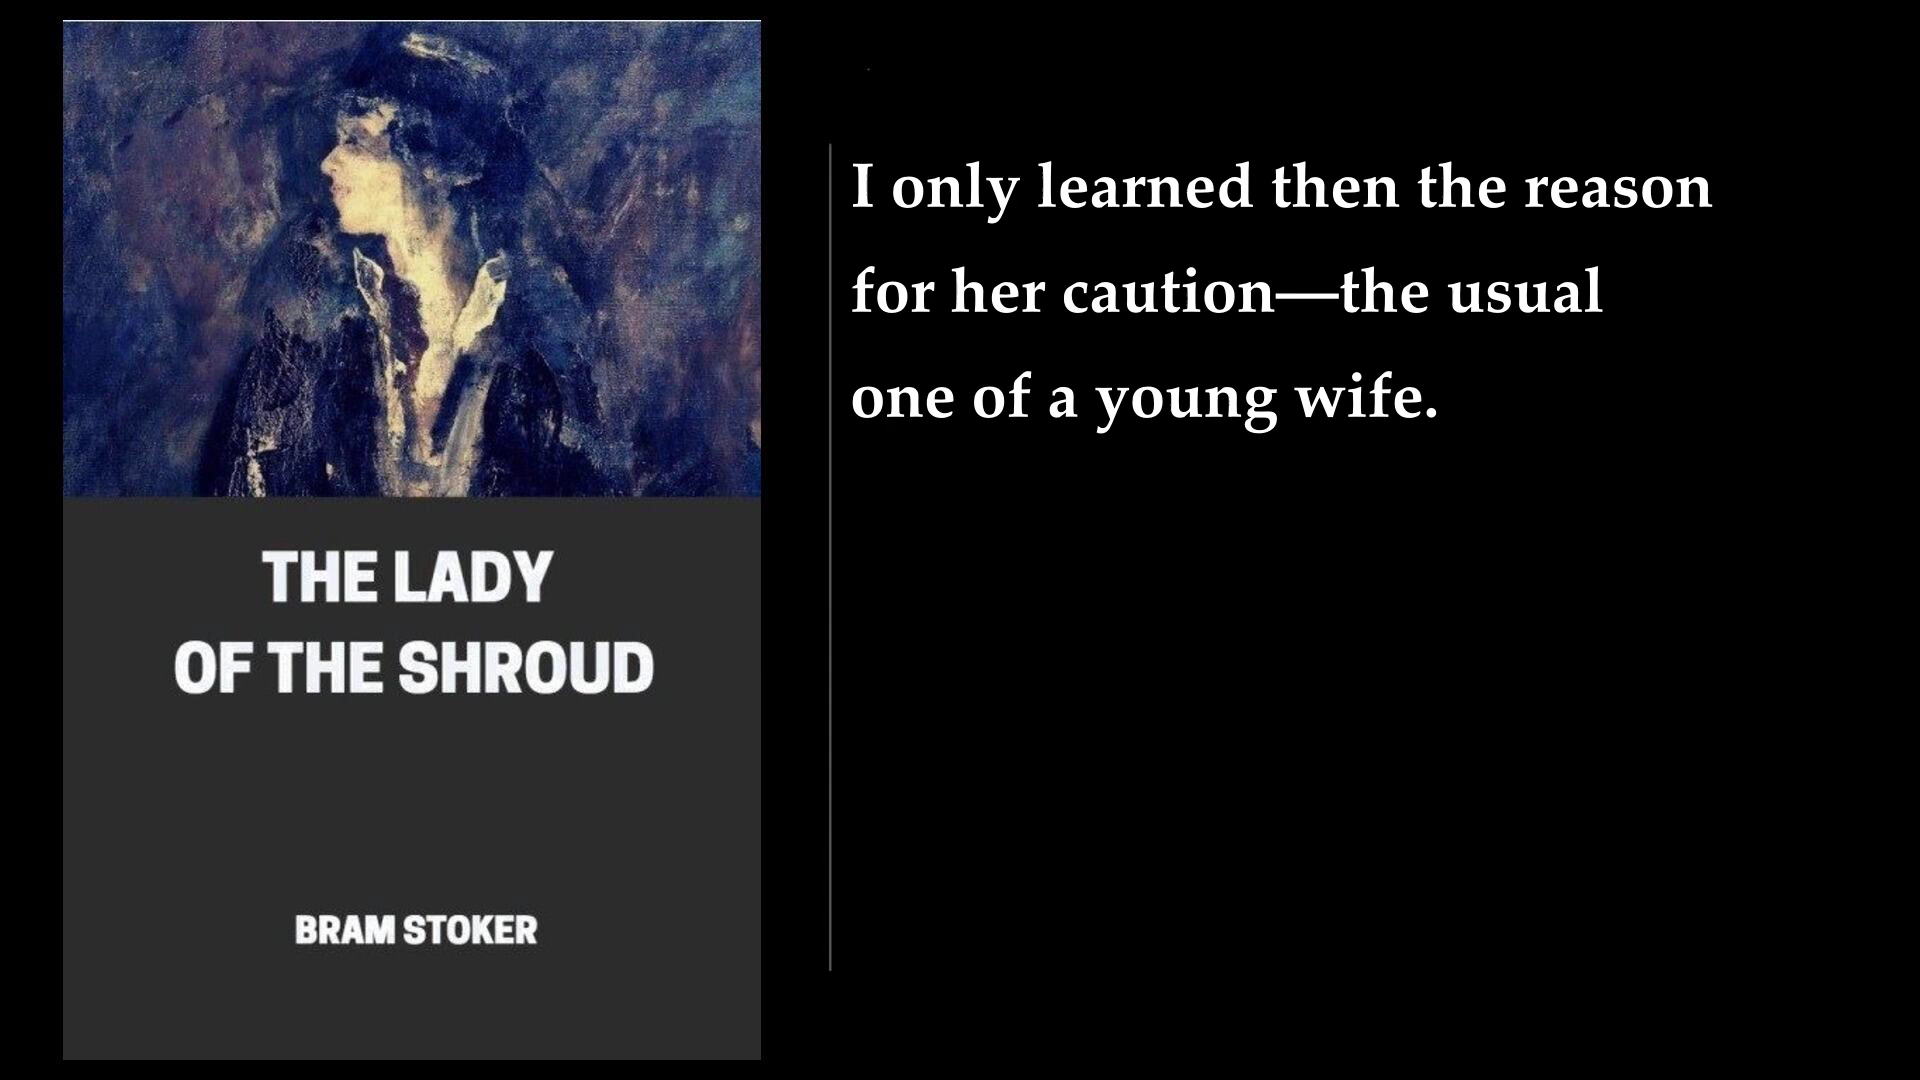 THE LADY
OF THE SHROUD
BRAM STOKER
I only learned then the reason
for her caution—the usual
one of a young wife.